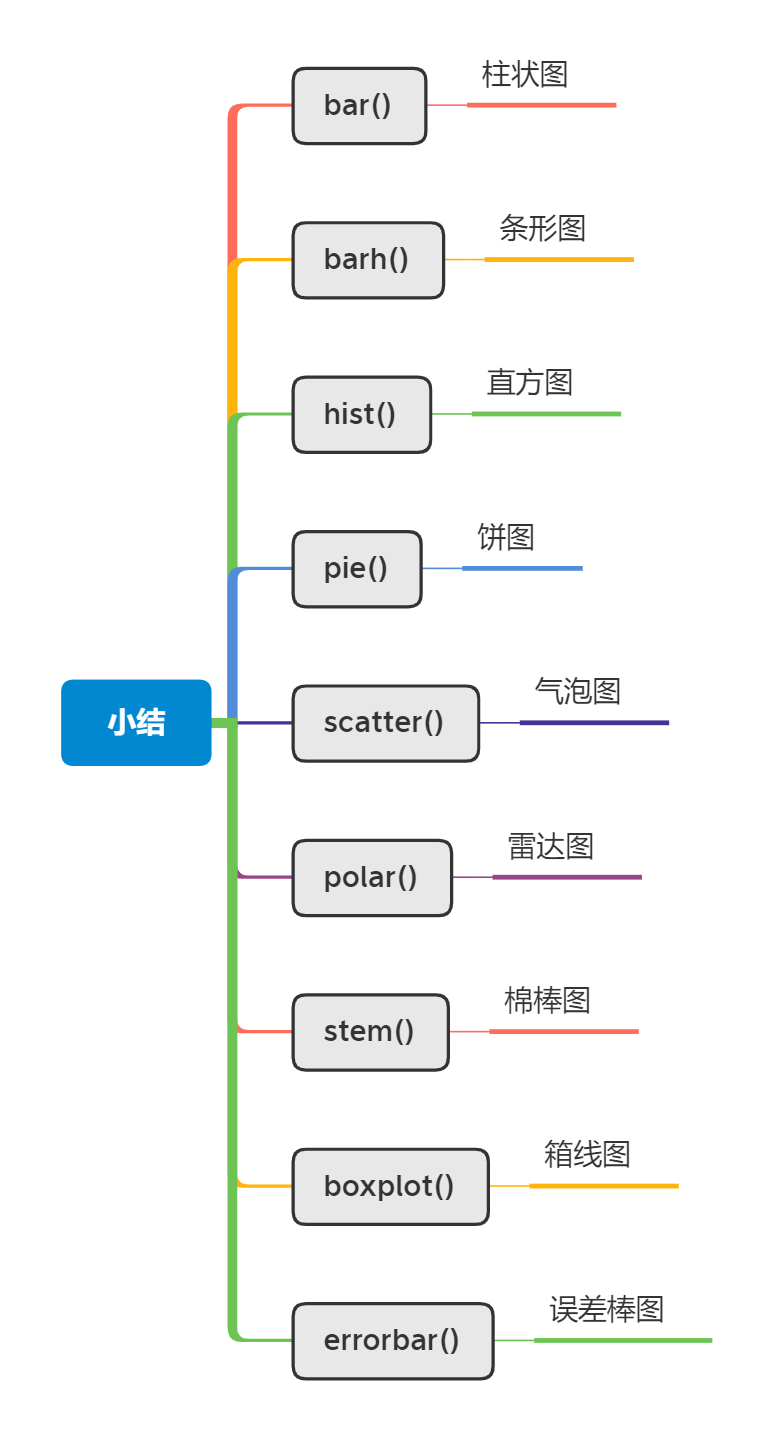 柱状图
bar()
条形图
barh()
直方图
hist()
饼图
pie()
气泡图
小结
scatter()
雷达图
polar()
棉棒图
stem()
箱线图
boxplot()
误差棒图
errorbar()